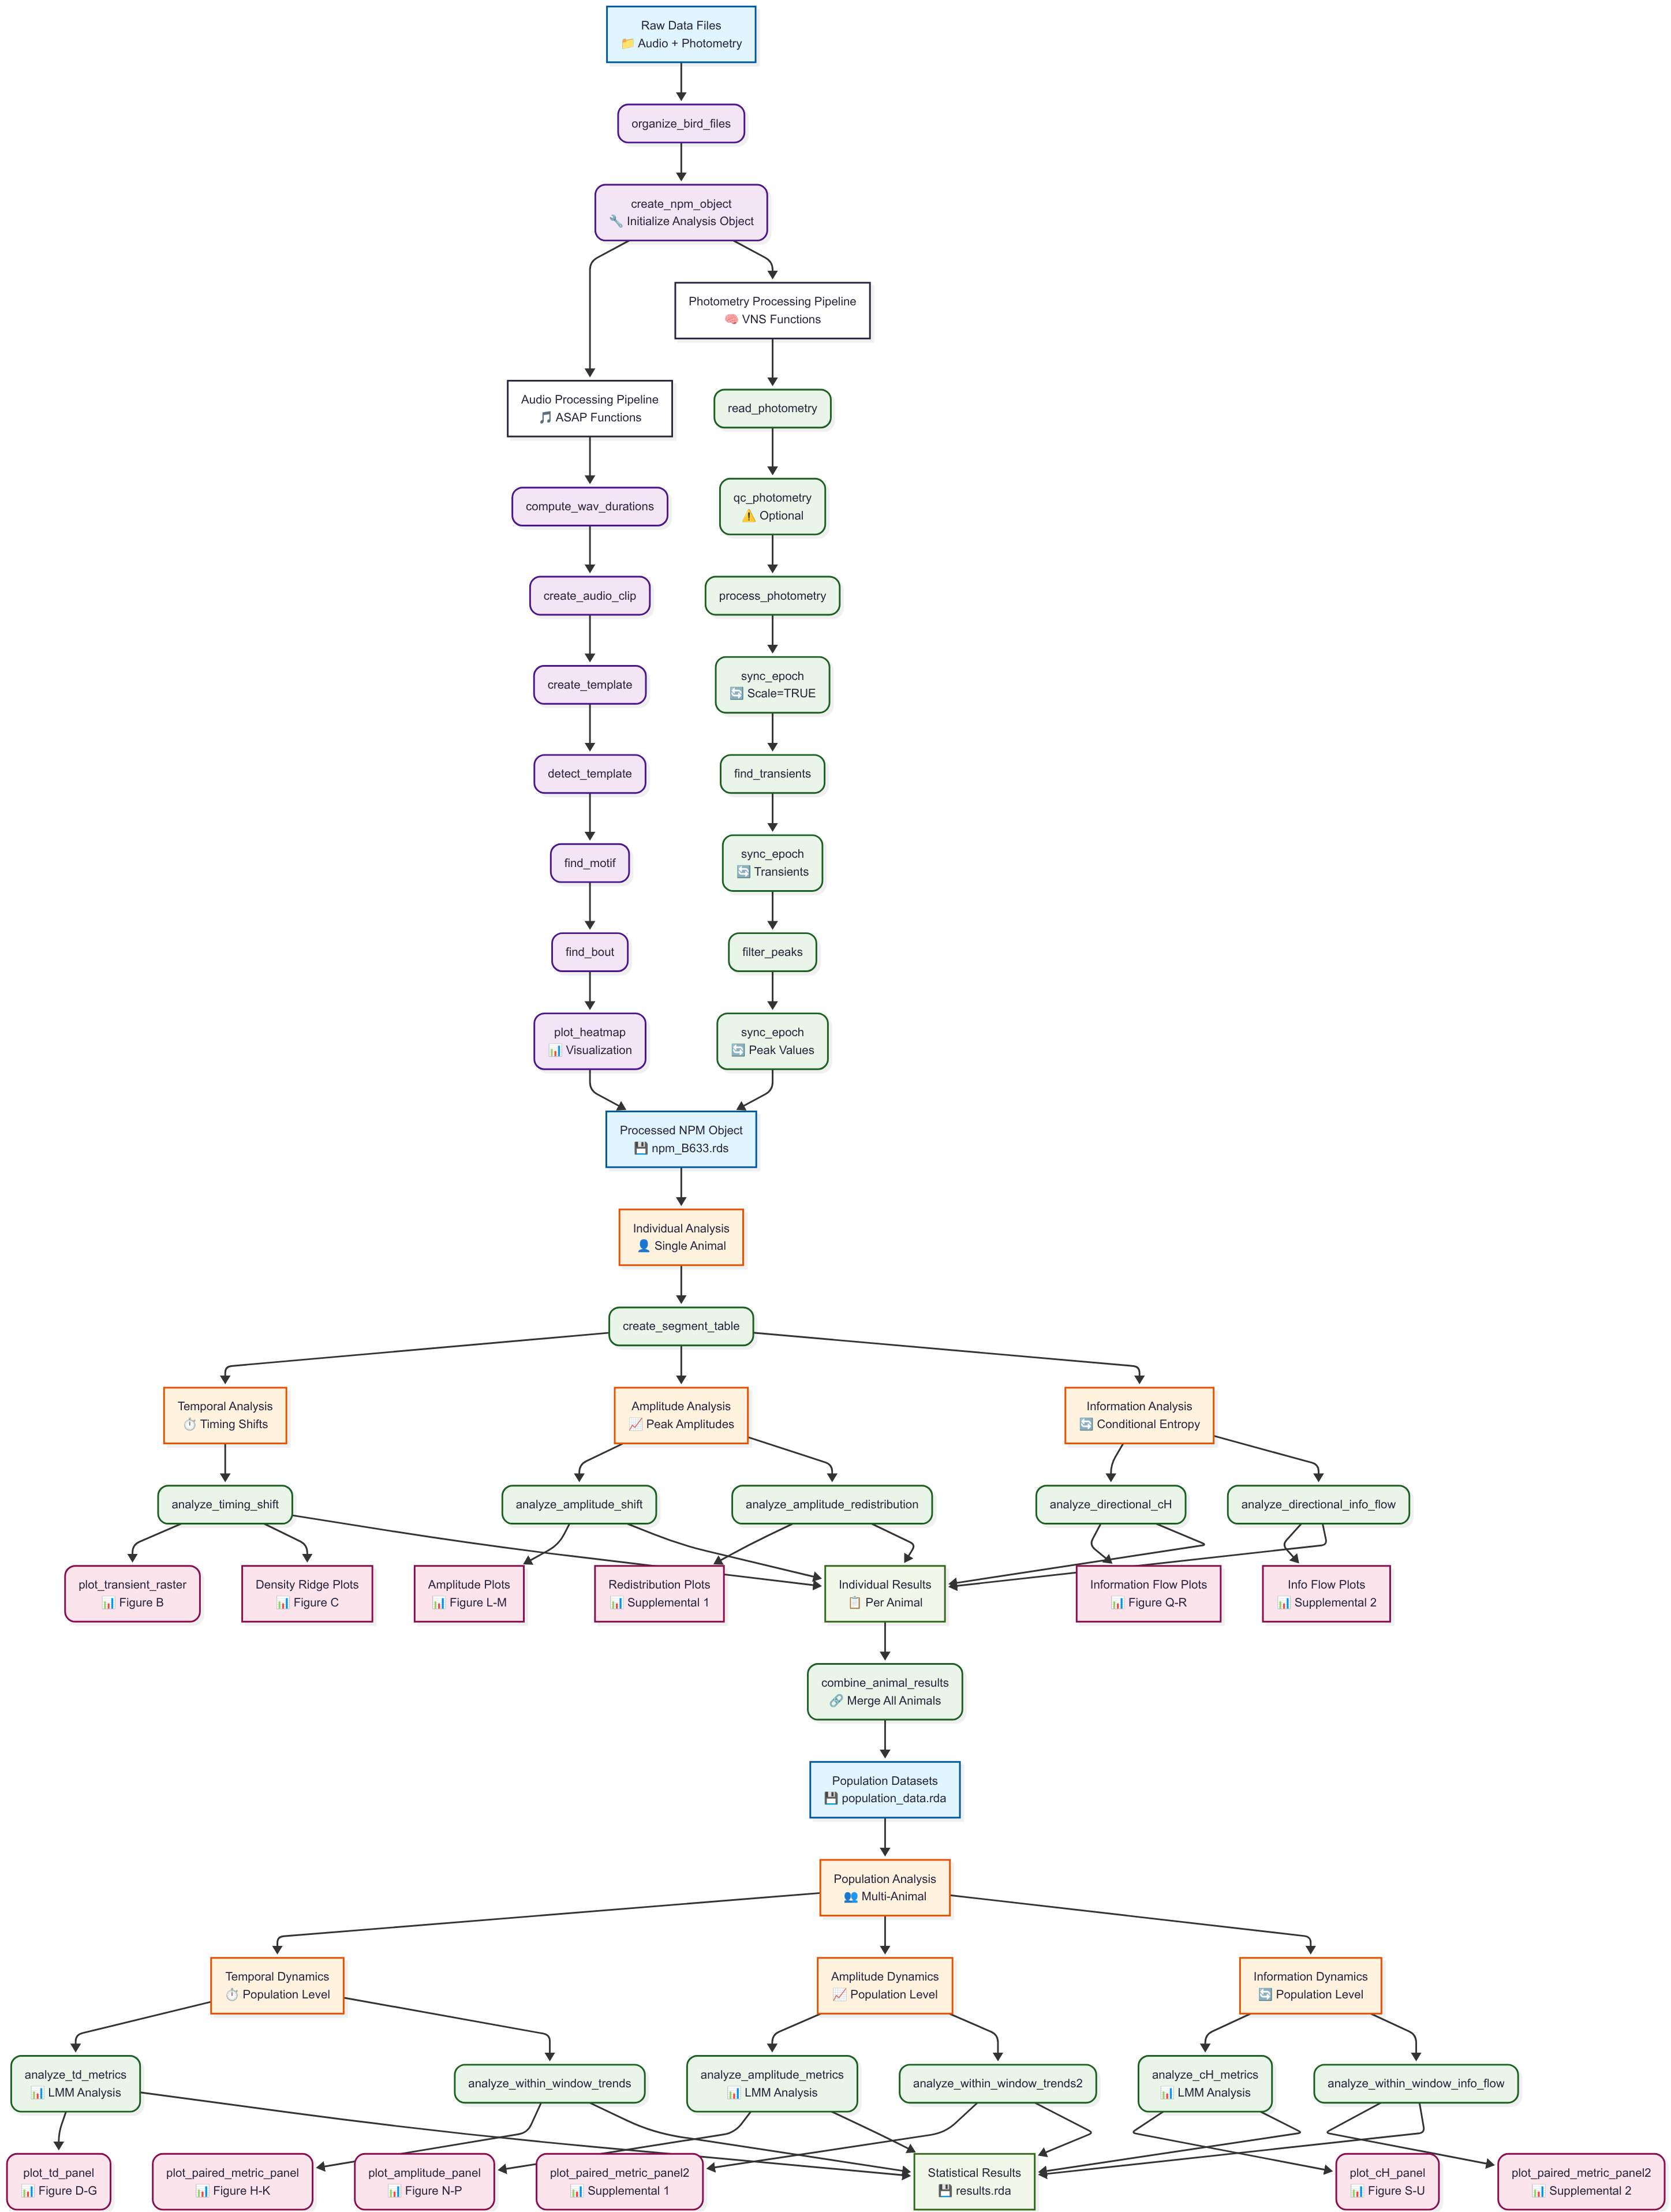 Raw Data Files
📁 Audio + Photometry
organize_bird_files
create_npm_object
🔧 Initialize Analysis Object
Photometry Processing Pipeline
🧠 VNS Functions
Audio Processing Pipeline
🎵 ASAP Functions
read_photometry
compute_wav_durations
qc_photometry
⚠️ Optional
create_audio_clip
process_photometry
create_template
sync_epoch
🔄 Scale=TRUE
detect_template
find_transients
find_motif
sync_epoch
🔄 Transients
find_bout
filter_peaks
plot_heatmap
📊 Visualization
sync_epoch
🔄 Peak Values
Processed NPM Object
💾 npm_B633.rds
Individual Analysis
👤 Single Animal
create_segment_table
Temporal Analysis
⏱️ Timing Shifts
Amplitude Analysis
📈 Peak Amplitudes
Information Analysis
🔄 Conditional Entropy
analyze_timing_shift
analyze_amplitude_shift
analyze_amplitude_redistribution
analyze_directional_cH
analyze_directional_info_flow
plot_transient_raster
📊 Figure B
Density Ridge Plots
📊 Figure C
Amplitude Plots
📊 Figure L-M
Redistribution Plots
📊 Supplemental 1
Individual Results
📋 Per Animal
Information Flow Plots
📊 Figure Q-R
Info Flow Plots
📊 Supplemental 2
combine_animal_results
🔗 Merge All Animals
Population Datasets
💾 population_data.rda
Population Analysis
👥 Multi-Animal
Temporal Dynamics
⏱️ Population Level
Amplitude Dynamics
📈 Population Level
Information Dynamics
🔄 Population Level
analyze_td_metrics
📊 LMM Analysis
analyze_within_window_trends
analyze_amplitude_metrics
📊 LMM Analysis
analyze_within_window_trends2
analyze_cH_metrics
📊 LMM Analysis
analyze_within_window_info_flow
plot_td_panel
📊 Figure D-G
plot_paired_metric_panel
📊 Figure H-K
plot_amplitude_panel
📊 Figure N-P
plot_paired_metric_panel2
📊 Supplemental 1
Statistical Results
💾 results.rda
plot_cH_panel
📊 Figure S-U
plot_paired_metric_panel2
📊 Supplemental 2